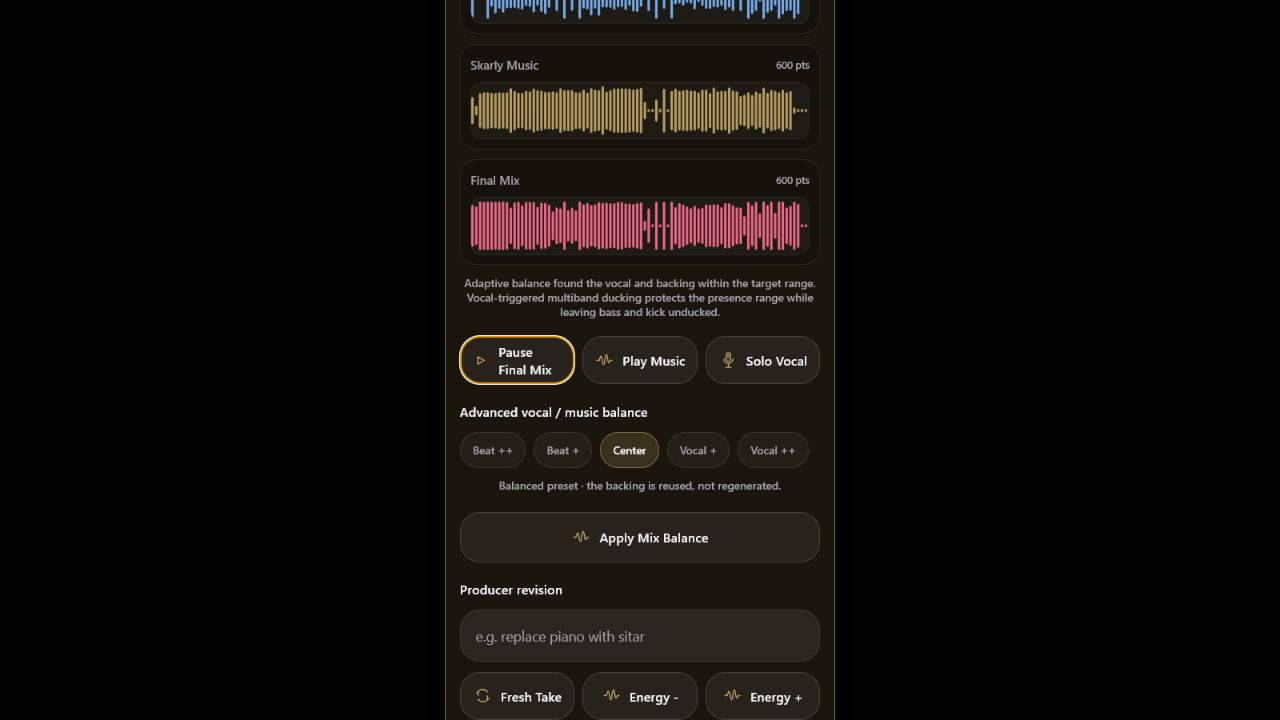 Skarly Music
600 pts
Final Mix
600 pts
Adaptive balance found the vocal and backing within the target range.
Vocal-triggered multiband ducking protects the presence range while
leaving bass and kick unducked.
Pause
Final Mix
Play Music
Solo Vocal
Advanced vocal / music balance
Beat ++
Beat +
Center
Vocal +
Vocal ++
Balanced preset · the backing is reused, not regenerated.
Apply Mix Balance
Producer revision
e.g. replace piano with sitar
Fresh Take
Energy -
Energy +